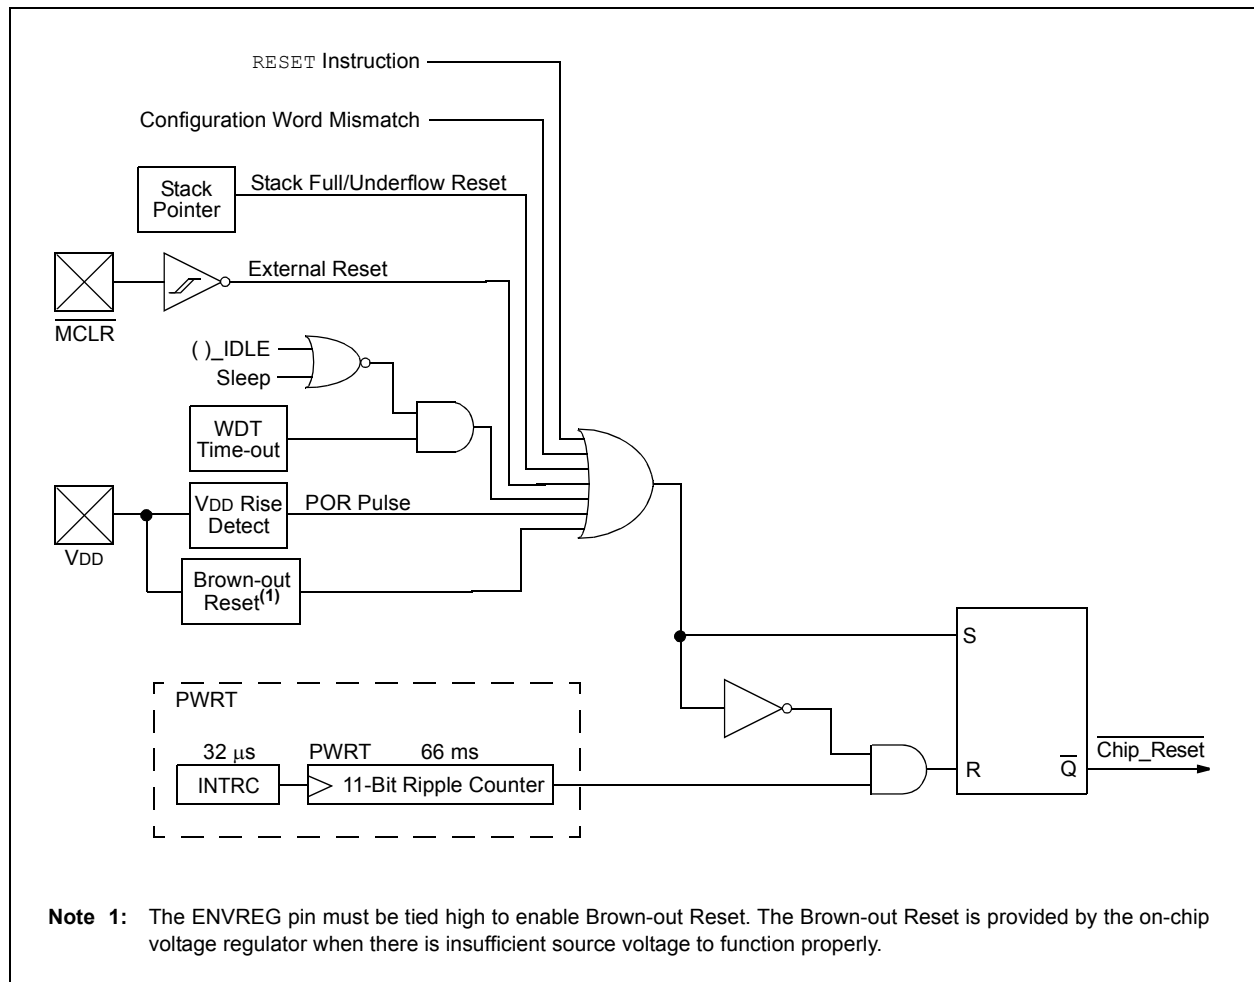 RESET Instruction
Configuration Word Mismatch
Stack
Pointer
Stack Full/Underflow Reset
External Reset
MCLR
( )_IDLE
Sleep
WDT
Time-out
VDD Rise
Detect
POR Pulse
VDD
Brown-out
Reset(1)
S
PWRT
32 μs
PWRT
66 ms
INTRC
11-Bit Ripple Counter
R
Q
Chip_Reset
Note 1: The ENVREG pin must be tied high to enable Brown-out Reset. The Brown-out Reset is provided by the on-chip
voltage regulator when there is insufficient source voltage to function properly.